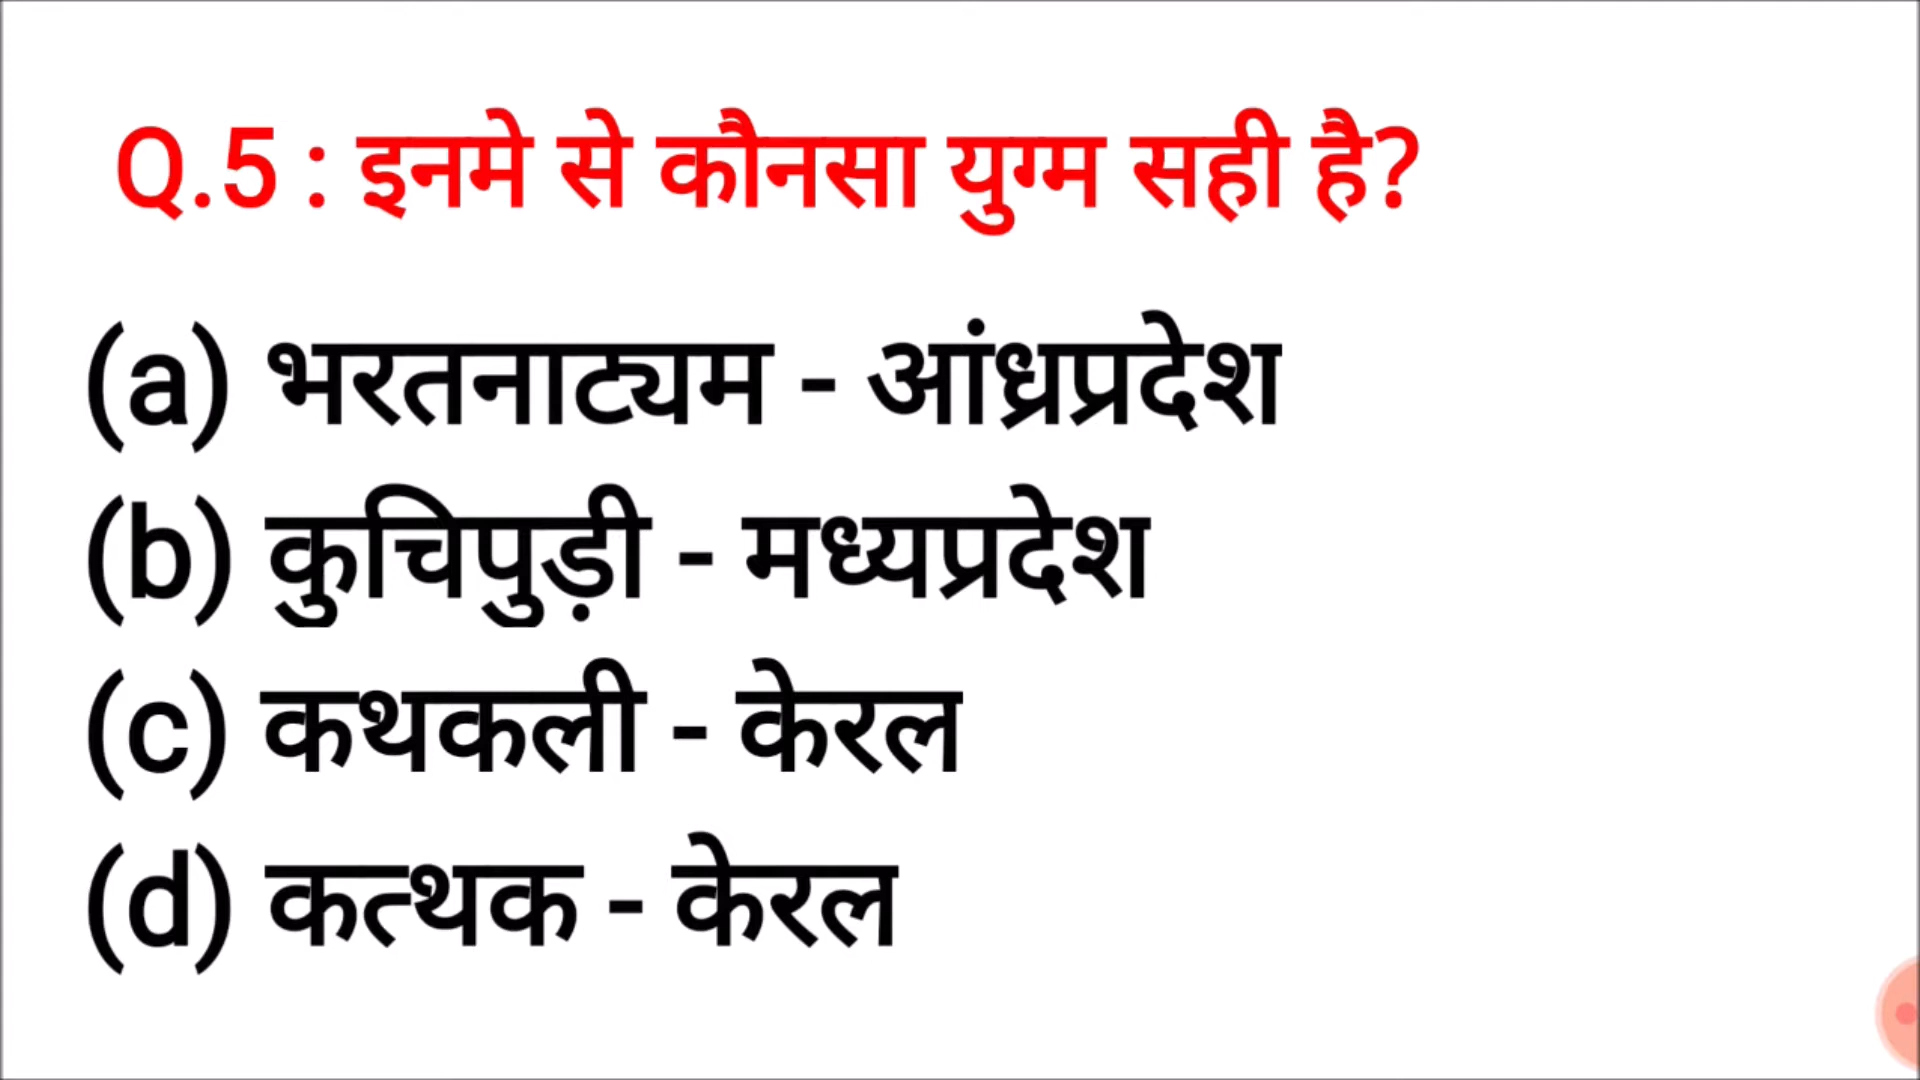 Q.5 : इनमे से कौनसा युग्म सही है?
(a) भरतनाट्यम - आंध्रप्रदेश
(b) कुचिपुड़ी - मध्यप्रदेश
(c) कथकली - केरल
(d) कत्थक - केरल